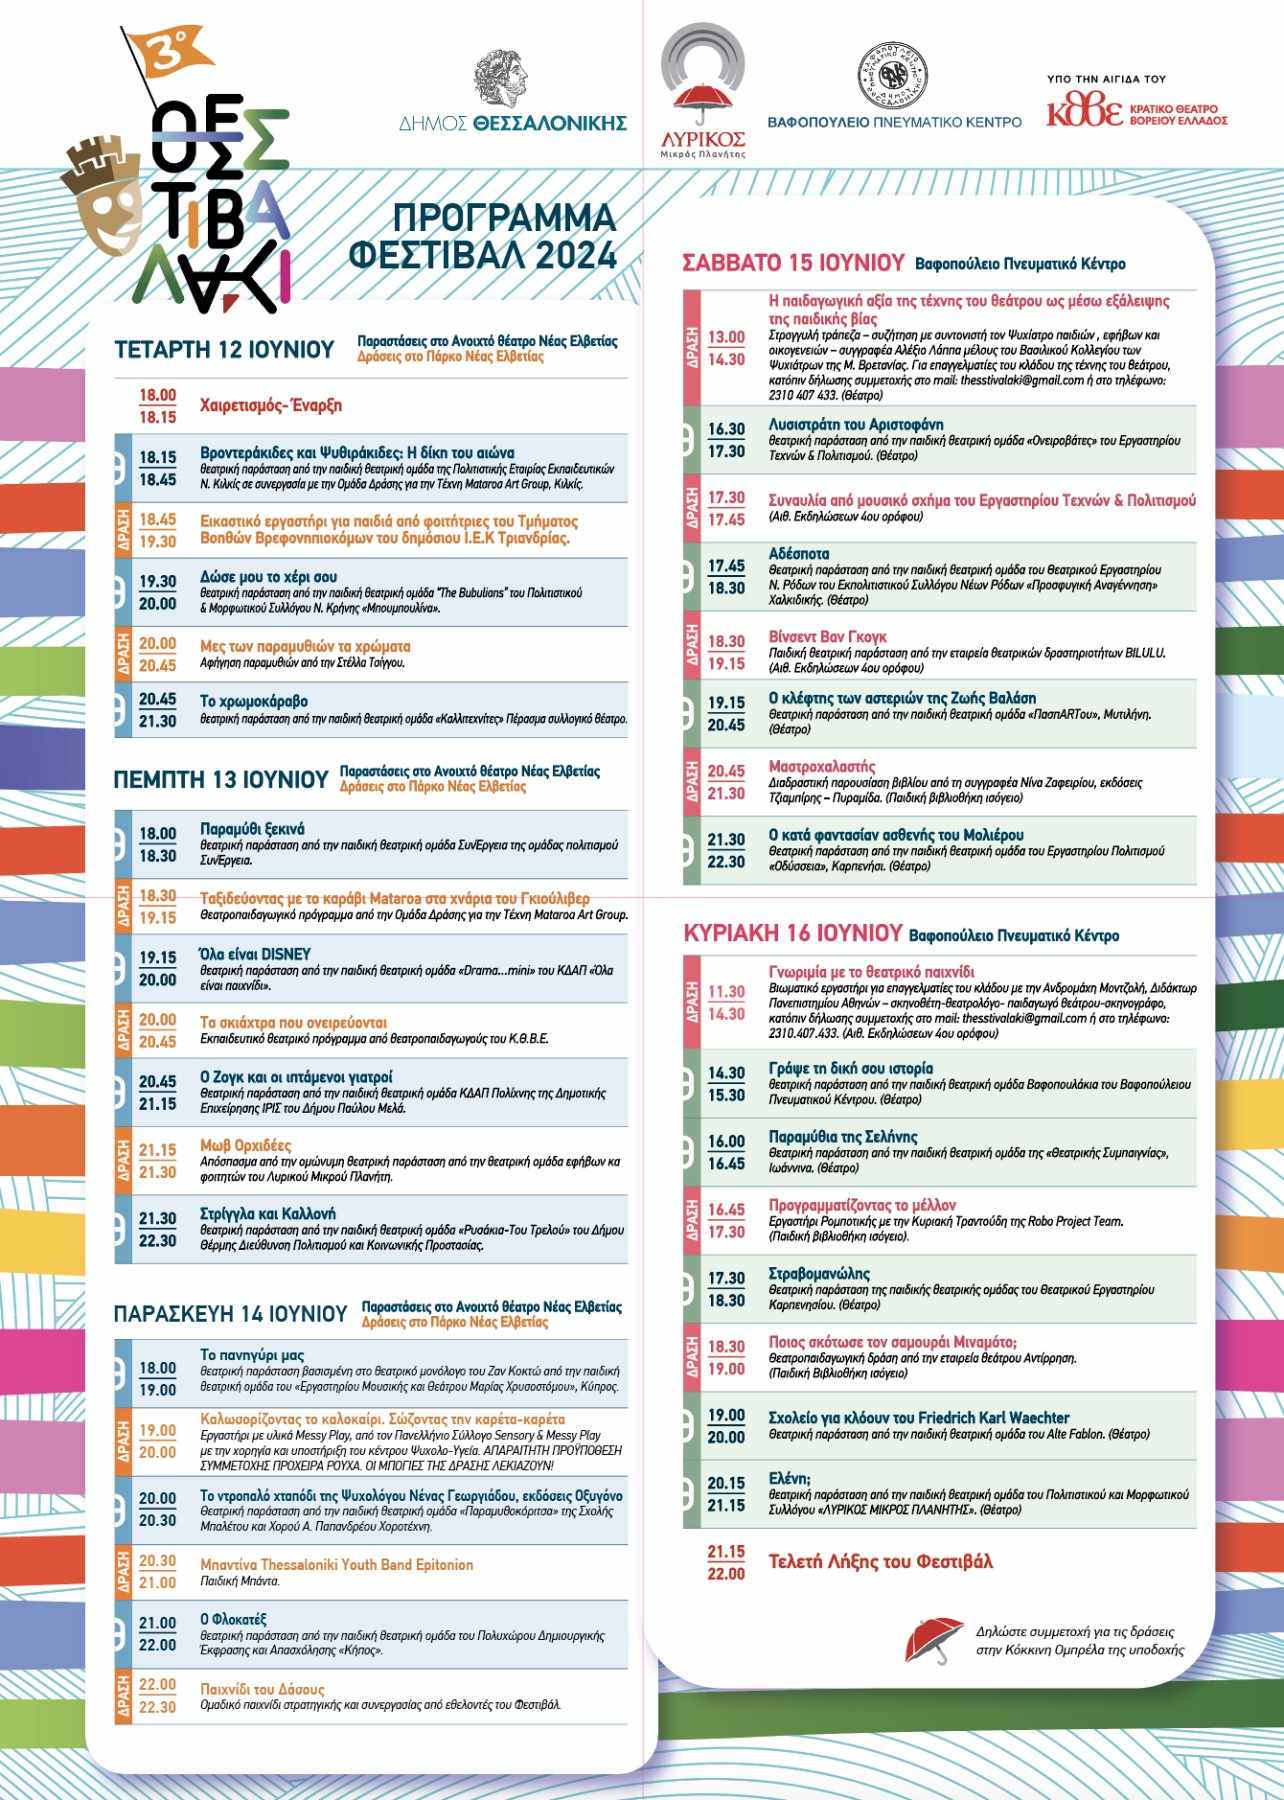 3ο
ΘΕΣ
ΣΤΙΒΑ
ΛΑΚΙ
ΔΗΜΟΣ ΘΕΣΣΑΛΟΝΙΚΗΣ
ΛΥΡΙΚΟΣ
Μικρός Πλανήτης
ΒΑΦΟΠΟΥΛΕΙΟ ΠΝΕΥΜΑΤΙΚΟ ΚΕΝΤΡΟ
ΥΠΟ ΤΗΝ ΑΙΓΙΔΑ ΤΟΥ
κθβε ΚΡΑΤΙΚΟ ΘΕΑΤΡΟ
ΒΟΡΕΙΟΥ ΕΛΛΑΔΟΣ
ΠΡΟΓΡΑΜΜΑ
ΦΕΣΤΙΒΑΛ 2024
ΤΕΤΑΡΤΗ 12 ΙΟΥΝΙΟΥ
Παραστάσεις στο Ανοιχτό θέατρο Νέας Ελβετίας
Δράσεις στο Πάρκο Νέας Ελβετίας
18.00
18.15
Χαιρετισμός- Έναρξη
Θ
18.15
18.45
Βροντεράκιδες και Ψυθιράκιδες: Η δίκη του αιώνα
θεατρική παράσταση από την παιδική θεατρική ομάδα της Πολιτιστικής Εταιρίας Εκπαιδευτικών
Ν. Κιλκίς σε συνεργασία με την Ομάδα Δράσης για την Τέχνη Mataroa Art Group, Κιλκίς.
ΔΡΑΣΗ
18.45
19.30
Εικαστικό εργαστήρι για παιδιά από φοιτήτριες του Τμήματος
Βοηθών Βρεφονηπιοκόμων του δημόσιου Ι.Ε.Κ Τριανδρίας.
Θ
19.30
20.00
Δώσε μου το χέρι σου
θεατρική παράσταση από την παιδική θεατρική ομάδα "The Bubulians" του Πολιτιστικού
& Μορφωτικού Συλλόγου Ν. Κρήνης «Μπουμπουλίνα».
ΔΡΑΣΗ
20.00
20.45
Μες των παραμυθιών τα χρώματα
Αφήγηση παραμυθιών από την Στέλλα Τσίγγου.
Θ
20.45
21.30
Το χρωμοκάραβο
θεατρική παράσταση από την παιδική θεατρική ομάδα «Καλλιτεχνίτες» Πέρασμα συλλογικό θέατρο.
ΠΕΜΠΤΗ 13 ΙΟΥΝΙΟΥ
Παραστάσεις στο Ανοιχτό θέατρο Νέας Ελβετίας
Δράσεις στο Πάρκο Νέας Ελβετίας
Θ
18.00
18.30
Παραμύθι ξεκινά
θεατρική παράσταση από την παιδική θεατρική ομάδα ΣυνΈργεια της ομάδας πολιτισμού
ΣυνΈργεια.
ΔΡΑΣΗ
18.30
19.15
Ταξιδεύοντας με το καράβι Mataroa στα χνάρια του Γκιούλιβερ
Θεατροπαιδαγωγικό πρόγραμμα από την Ομάδα Δράσης για την Τέχνη Mataroa Art Group.
Θ
19.15
20.00
Όλα είναι DISNEY
θεατρική παράσταση από την παιδική θεατρική ομάδα «Drama...mini» του ΚΔΑΠ «Όλα
είναι παιχνίδι».
ΔΡΑΣΗ
20.00
20.45
Τα σκιάχτρα που ονειρεύονται
Εκπαιδευτικό θεατρικό πρόγραμμα από θεατροπαιδαγωγούς του Κ.Θ.Β.Ε.
Θ
20.45
21.15
Ο Ζογκ και οι ιπτάμενοι γιατροί
Θεατρική παράσταση από την παιδική θεατρική ομάδα ΚΔΑΠ Πολίχνης της Δημοτικής
Επιχείρησης ΙΡΙΣ του Δήμου Παύλου Μελά.
ΔΡΑΣΗ
21.15
21.30
Μωβ Ορχιδέες
Απόσπασμα από την ομώνυμη θεατρική παράσταση από την θεατρική ομάδα εφήβων κα
φοιτητών του Λυρικού Μικρού Πλανήτη.
Θ
21.30
22.30
Στρίγγλα και Καλλονή
θεατρική παράσταση από την παιδική θεατρική ομάδα «Ρυσάκια-Του Τρελού» του Δήμου
Θέρμης Διεύθυνση Πολιτισμού και Κοινωνικής Προστασίας.
ΠΑΡΑΣΚΕΥΗ 14 ΙΟΥΝΙΟΥ
Παραστάσεις στο Ανοιχτό θέατρο Νέας Ελβετίας
Δράσεις στο Πάρκο Νέας Ελβετίας
Θ
18.00
19.00
Το πανηγύρι μας
θεατρική παράσταση βασισμένη στο θεατρικό μονόλογο του Ζαν Κοκτώ από την παιδική
θεατρική ομάδα του «Εργαστηρίου Μουσικής και Θεάτρου Μαρίας Χρυσοστόμου», Κύπρος.
ΔΡΑΣΗ
19.00
20.00
Καλωσορίζοντας το καλοκαίρι. Σώζοντας την καρέτα-καρέτα
Εργαστήρι με υλικά Messy Play, από τον Πανελλήνιο Σύλλογο Sensory & Messy Play
με την χορηγία και υποστήριξη του κέντρου Ψυχολο-Υγεία. ΑΠΑΡΑΙΤΗΤΗ ΠΡΟΫΠΟΘΕΣΗ
ΣΥΜΜΕΤΟΧΗΣ ΠΡΟΧΕΙΡΑ ΡΟΥΧΑ. ΟΙ ΜΠΟΓΙΕΣ ΤΗΣ ΔΡΑΣΗΣ ΛΕΚΙΑΖΟΥΝ!
Θ
20.00
20.30
Το ντροπαλό χταπόδι της Ψυχολόγου Νένας Γεωργιάδου, εκδόσεις Οξυγόνο
Θεατρική παράσταση από την παιδική θεατρική ομάδα «Παραμυθοκόριτσα» της Σχολής
Μπαλέτου και Χορού Α. Παπανδρέου Χοροτέχνη.
ΔΡΑΣΗ
20.30
21.00
Μπαντίνα Thessaloniki Youth Band Epitonion
Παιδική Μπάντα.
Θ
21.00
22.00
Ο Φλοκατέξ
θεατρική παράσταση από την παιδική θεατρική ομάδα του Πολυχώρου Δημιουργικής
Έκφρασης και Απασχόλησης «Κήπος».
ΔΡΑΣΗ
22.00
22.30
Παιχνίδι του Δάσους
Ομαδικό παιχνίδι στρατηγικής και συνεργασίας από εθελοντές του Φεστιβάλ.
ΣΑΒΒΑΤΟ 15 ΙΟΥΝΙΟΥ Βαφοπούλειο Πνευματικό Κέντρο
ΔΡΑΣΗ
13.00
14.30
Η παιδαγωγική αξία της τέχνης του θεάτρου ως μέσω εξάλειψης
της παιδικής βίας
Στρογγυλή τράπεζα – συζήτηση με συντονιστή τον Ψυχίατρο παιδιών , εφήβων και
οικογενειών – συγγραφέα Αλέξιο Λάππα μέλους του Βασιλικού Κολλεγίου των
Ψυχιάτρων της Μ. Βρετανίας. Για επαγγελματίες του κλάδου της τέχνης του θεάτρου,
κατόπιν δήλωσης συμμετοχής στο mail: thesstivalaki@gmail.com ή στο τηλέφωνο:
2310 407 433. (Θέατρο)
Θ
16.30
17.30
Λυσιστράτη του Αριστοφάνη
θεατρική παράσταση από την παιδική θεατρική ομάδα «Ονειροβάτες» του Εργαστηρίου
Τεχνών & Πολιτισμού. (Θέατρο)
ΔΡΑΣΗ
17.30
17.45
Συναυλία από μουσικό σχήμα του Εργαστηρίου Τεχνών & Πολιτισμού
(Αιθ. Εκδηλώσεων 4ου ορόφου)
Θ
17.45
18.30
Αδέσποτα
Θεατρική παράσταση από την παιδική θεατρική ομάδα του Θεατρικού Εργαστηρίου
Ν. Ρόδων του Εκπολιτιστικού Συλλόγου Νέων Ρόδων «Προσφυγική Αναγέννηση»
Χαλκιδικής. (Θέατρο)
ΔΡΑΣΗ
18.30
19.15
Βίνσεντ Βαν Γκογκ
Παιδική θεατρική παράσταση από την εταιρεία θεατρικών δραστηριοτήτων BILULU.
(Αιθ. Εκδηλώσεων 4ου ορόφου)
Θ
19.15
20.45
Ο κλέφτης των αστεριών της Ζωής Βαλάση
Θεατρική παράσταση από την παιδική θεατρική ομάδα «ΠασπARTου», Μυτιλήνη.
(Θέατρο)
ΔΡΑΣΗ
20.45
21.30
Μαστροχαλαστής
Διαδραστική παρουσίαση βιβλίου από τη συγγραφέα Νίνα Ζαφειρίου, εκδόσεις
Τζιαμπίρης – Πυραμίδα. (Παιδική βιβλιοθήκη ισόγειο)
Θ
21.30
22.30
Ο κατά φαντασίαν ασθενής του Μολιέρου
Θεατρική παράσταση από την παιδική θεατρική ομάδα του Εργαστηρίου Πολιτισμού
«Οδύσσεια», Καρπενήσι. (Θέατρο)
ΚΥΡΙΑΚΗ 16 ΙΟΥΝΙΟΥ Βαφοπούλειο Πνευματικό Κέντρο
ΔΡΑΣΗ
11.30
14.30
Γνωριμία με το θεατρικό παιχνίδι
Βιωματικό εργαστήρι για επαγγελματίες του κλάδου με την Ανδρομάχη Μοντζολή, Διδάκτωρ
Πανεπιστημίου Αθηνών – σκηνοθέτη-θεατρολόγο- παιδαγωγό θεάτρου-σκηνογράφο,
κατόπιν δήλωσης συμμετοχής στο mail: thesstivalaki@gmail.com ή στο τηλέφωνο:
2310.407.433. (Αιθ. Εκδηλώσεων 4ου ορόφου)
Θ
14.30
15.30
Γράψε τη δική σου ιστορία
θεατρική παράσταση από την παιδική θεατρική ομάδα Βαφοπουλάκια του Βαφοπούλειου
Πνευματικού Κέντρου. (Θέατρο)
Θ
16.00
16.45
Παραμύθια της Σελήνης
Θεατρική παράσταση από την παιδική θεατρική ομάδα της «Θεατρικής Συμπαιγνίας»,
Ιωάννινα. (Θέατρο)
ΔΡΑΣΗ
16.45
17.30
Προγραμματίζοντας το μέλλον
Εργαστήρι Ρομποτικής με την Κυριακή Τραντούδη της Robo Project Team.
(Παιδική βιβλιοθήκη ισόγειο).
Θ
17.30
18.30
Στραβομανώλης
Θεατρική παράσταση της παιδικής θεατρικής ομάδας του Θεατρικού Εργαστηρίου
Καρπενησίου. (Θέατρο)
ΔΡΑΣΗ
18.30
19.00
Ποιος σκότωσε τον σαμουράι Μιναμότο;
Θεατροπαιδαγωγική δράση από την εταιρεία θεάτρου Αντίρρηση.
(Παιδική Βιβλιοθήκη ισόγειο)
Θ
19.00
20.00
Σχολείο για κλόουν του Friedrich Karl Waechter
Θεατρική παράσταση από την παιδική θεατρική ομάδα του Alte Fablon. (Θέατρο)
Θ
20.15
21.15
Ελένη;
θεατρική παράσταση από την παιδική θεατρική ομάδα του Πολιτιστικού και Μορφωτικού
Συλλόγου «ΛΥΡΙΚΟΣ ΜΙΚΡΟΣ ΠΛΑΝΗΤΗΣ». (Θέατρο)
21.15
22.00
Τελετή Λήξης του Φεστιβάλ
Δηλώστε συμμετοχή για τις δράσεις
στην Κόκκινη Ομπρέλα της υποδοχής